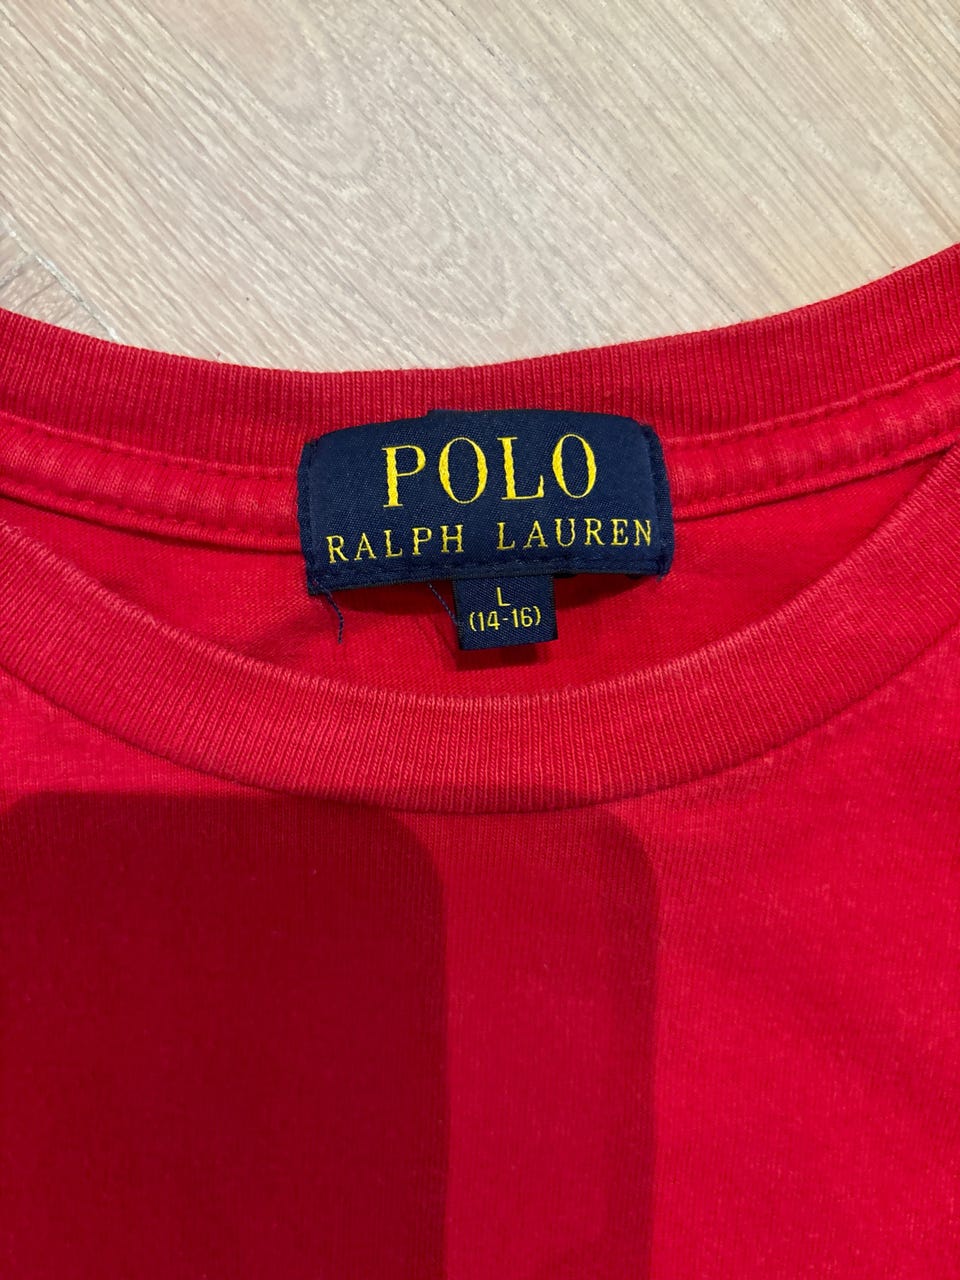 POLO
RALPH LAUREN
L
(14-16)